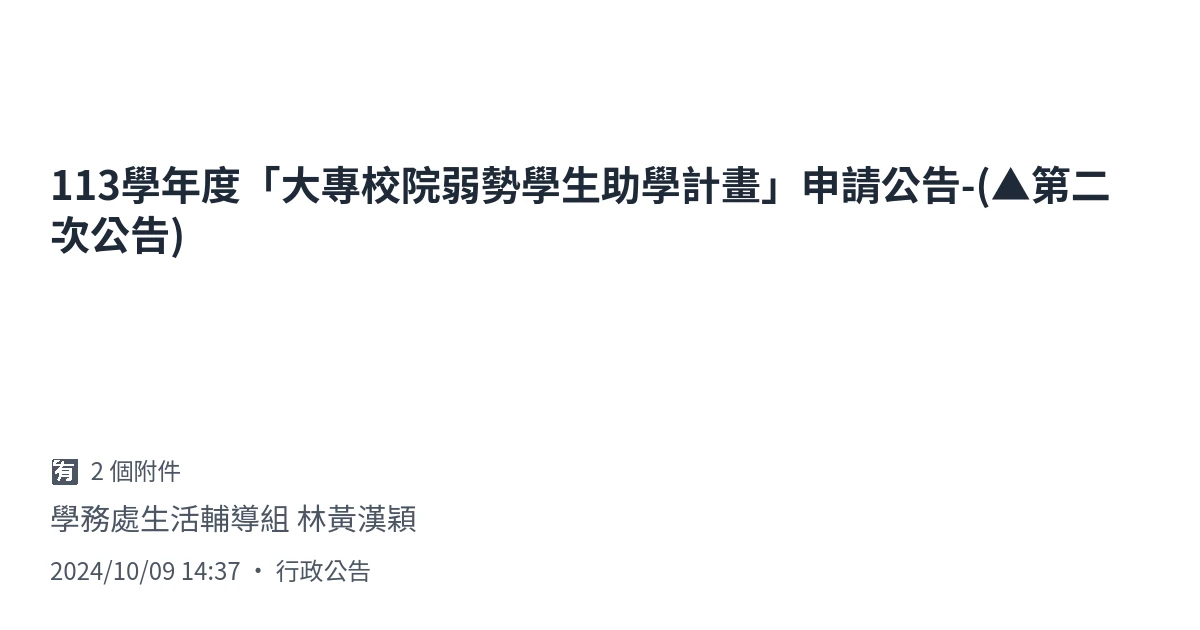 113學年度「大專校院弱勢學生助學計畫」申請公告-(▲第二
次公告)
🈶 2 個附件
學務處生活輔導組 林黃漢穎
2024/10/09 14:37 ・ 行政公告